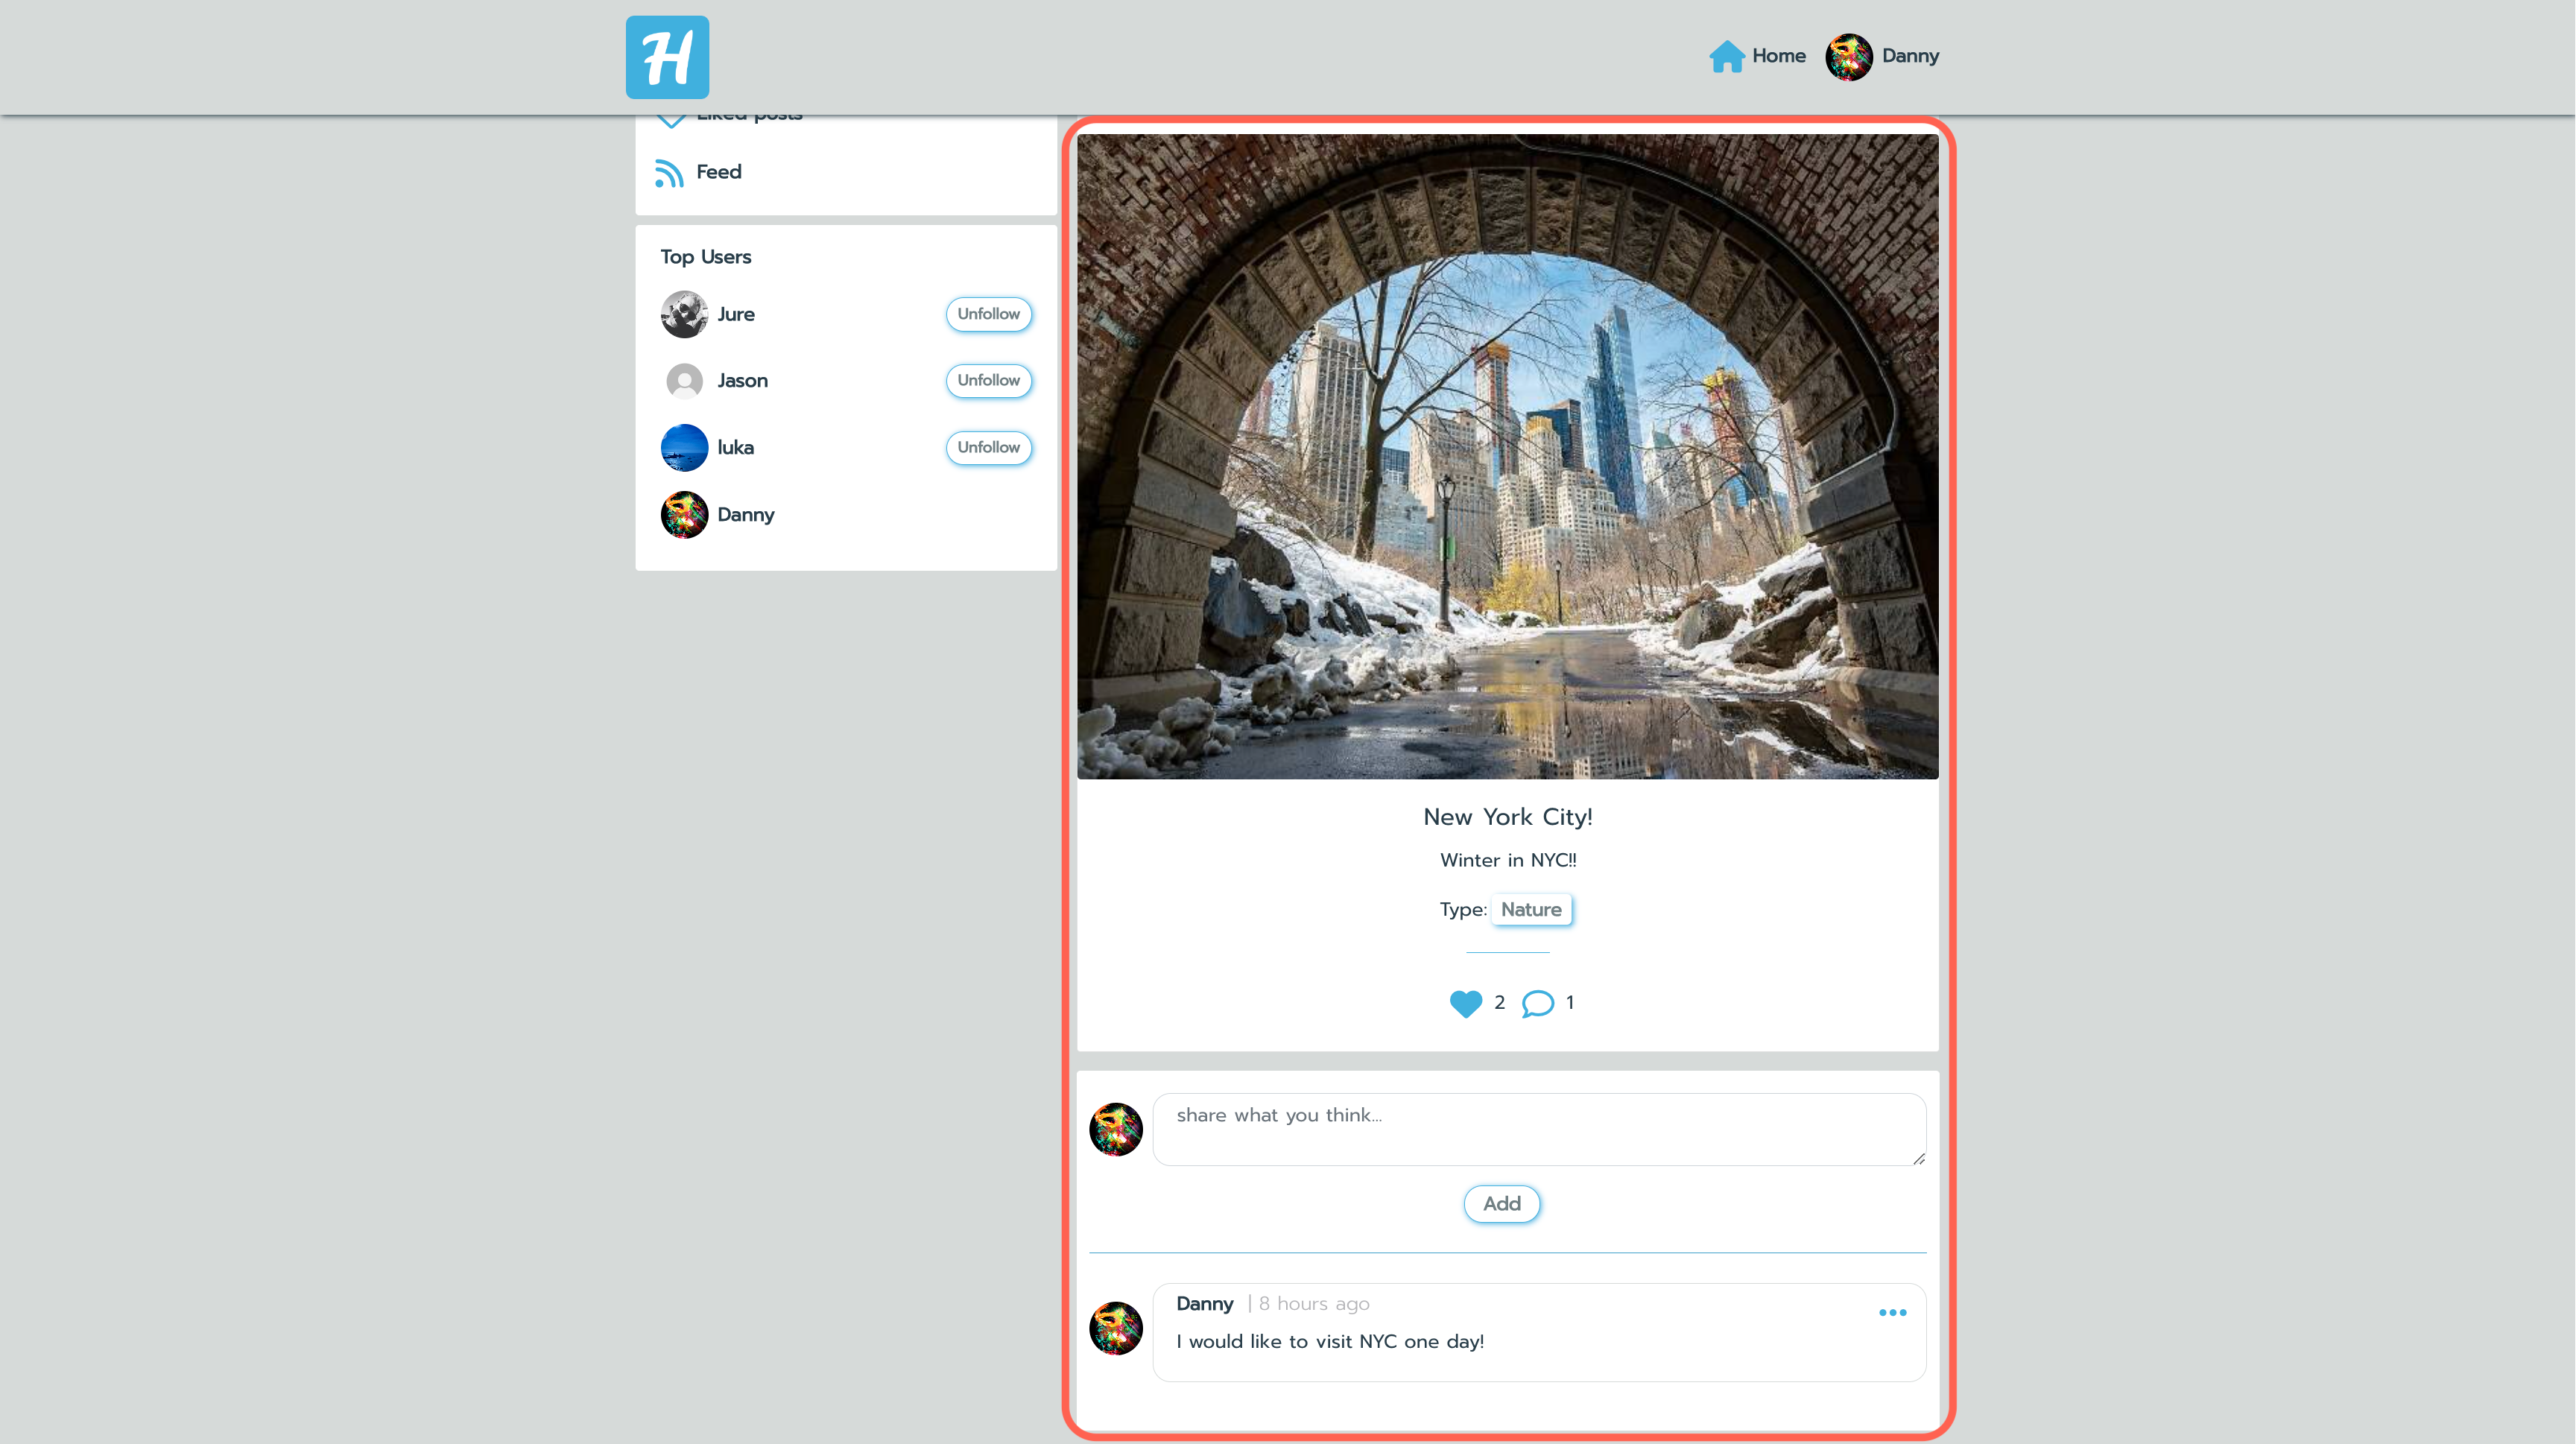 H
Home
Danny
Liked posts
Feed
Top Users
Jure
Unfollow
Jason
Unfollow
luka
Unfollow
Danny
New York City!
Winter in NYC!!
Type: Nature
2
1
share what you think...
Add
Danny | 8 hours ago
I would like to visit NYC one day!